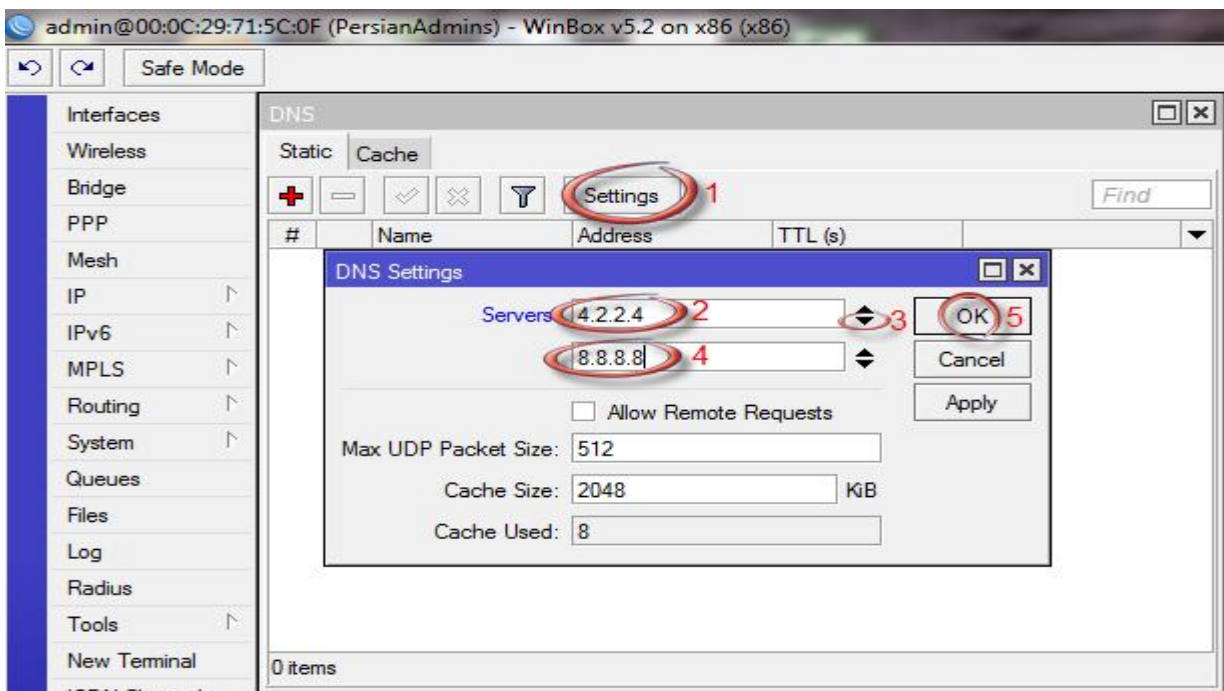 admin@00:0C:29:71:5C:0F (PersianAdmins) - WinBox v5.2 on x86 (x86)
Safe Mode
Interfaces
Wireless
Bridge
PPP
Mesh
IP
IPv6
MPLS
Routing
System
Queues
Files
Log
Radius
Tools
New Terminal
DNS
Static Cache
Settings 1 Find
# Name Address TTL (s)
DNS Settings
Servers 4.2.2.4 2 3 OK 5
8.8.8.8 4 Cancel
Allow Remote Requests Apply
Max UDP Packet Size: 512
Cache Size: 2048 KiB
Cache Used: 8
0 items